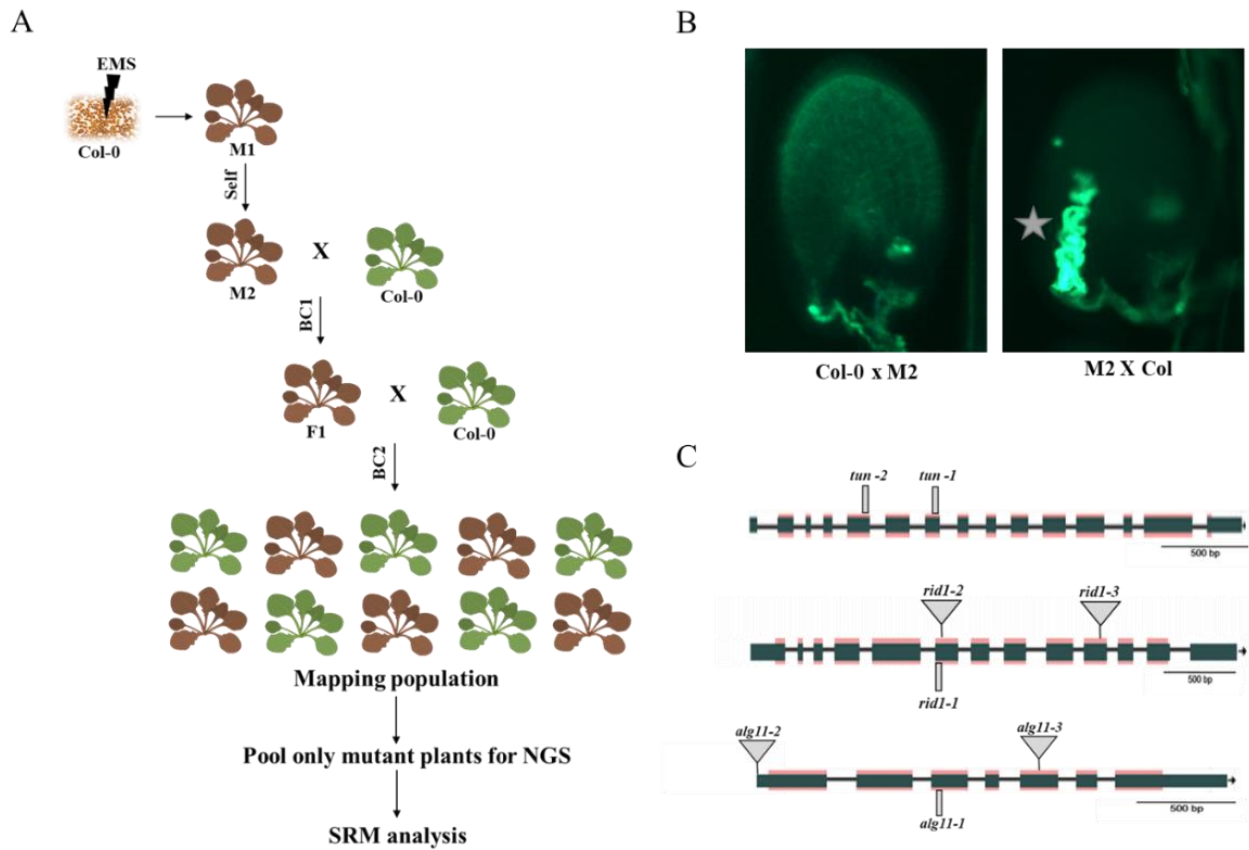 A
EMS
Col-0
M1
Self
M2
X
Col-0
BC1
F1
X
Col-0
BC2
Mapping population
Pool only mutant plants for NGS
SRM analysis
B
Col-0 x M2
M2 X Col
C
tun -2
tun -1
500 bp
rid1-2
rid1-3
rid1-1
500 bp
alg11-2
alg11-3
alg11-1
500 bp